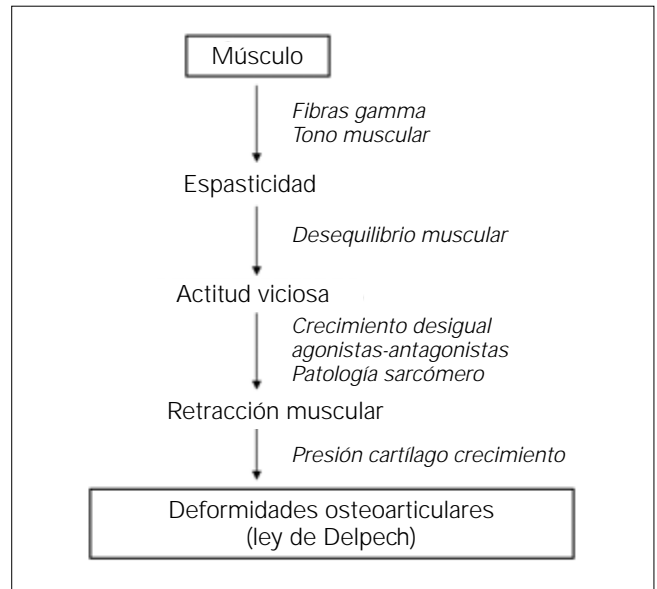 Músculo
Fibras gamma
Tono muscular
Espasticidad
Desequilibrio muscular
Actitud viciosa
Crecimiento desigual
agonistas-antagonistas
Patología sarcómero
Retracción muscular
Presión cartílago crecimiento
Deformidades osteoarticulares
(ley de Delpech)